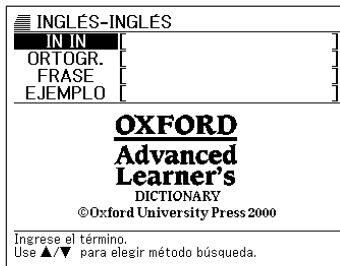 INGLÉS-INGLÉS
IN IN [ ]
ORTOGR. [ ]
FRASE [ ]
EJEMPLO [ ]
OXFORD
Advanced
Learner's
DICTIONARY
©Oxford University Press 2000
Ingrese el término.
Use ▲/▼ para elegir método búsqueda.